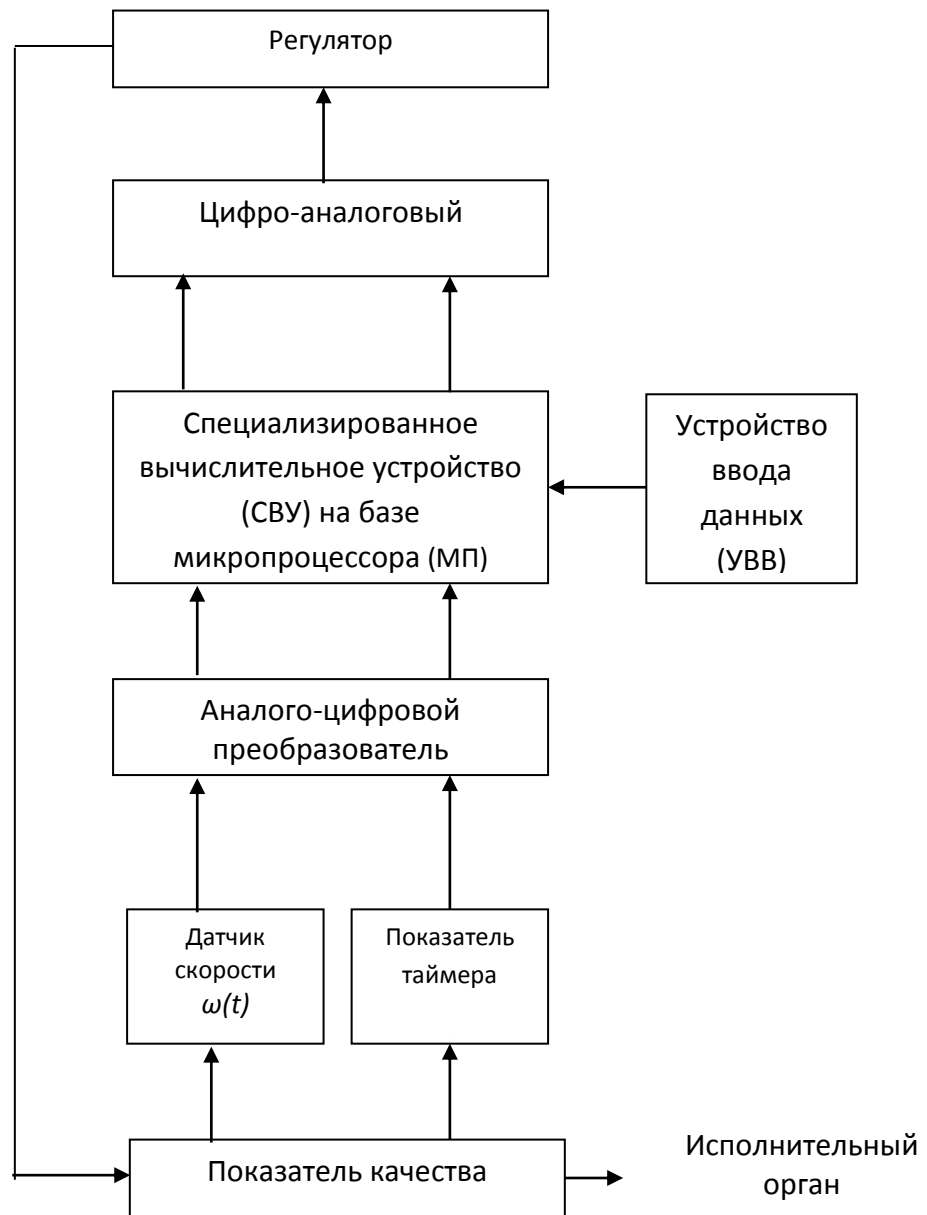 Регулятор
Цифро-аналоговый
Специализированное
вычислительное устройство
(СВУ) на базе
микропроцессора (МП)
Устройство
ввода
данных
(УВВ)
Аналого-цифровой
преобразователь
Датчик
скорости
ω(t)
Показатель
таймера
Показатель качества
Исполнительный
орган